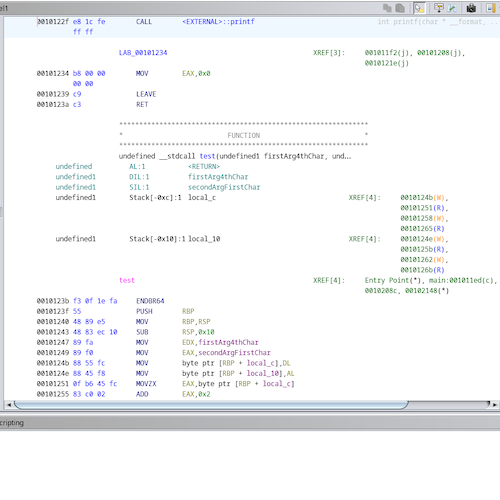 el1
0010122f e8 1c fe CALL <EXTERNAL>::printf int printf(char * __format, ...
ff ff
LAB_00101234 XREF[3]: 001011f2(j), 00101208(j),
0010121e(j)
00101234 b8 00 00 MOV EAX,0x0
00 00
00101239 c9 LEAVE
0010123a c3 RET
**************************************************************
* FUNCTION *
**************************************************************
undefined __stdcall test(undefined1 firstArg4thChar, und...
undefined AL:1 <RETURN>
undefined1 DIL:1 firstArg4thChar
undefined1 SIL:1 secondArgFirstChar
undefined1 Stack[-0xc]:1 local_c XREF[4]: 0010124b(W),
00101251(R),
00101258(W),
00101265(R)
undefined1 Stack[-0x10]:1 local_10 XREF[4]: 0010124e(W),
0010125b(R),
00101262(W),
0010126b(R)
test XREF[4]: Entry Point(*), main:001011ed(c),
0010208c, 00102148(*)
0010123b f3 0f 1e fa ENDBR64
0010123f 55 PUSH RBP
00101240 48 89 e5 MOV RBP,RSP
00101243 48 83 ec 10 SUB RSP,0x10
00101247 89 fa MOV EDX,firstArg4thChar
00101249 89 f0 MOV EAX,secondArgFirstChar
0010124b 88 55 fc MOV byte ptr [RBP + local_c],DL
0010124e 88 45 f8 MOV byte ptr [RBP + local_10],AL
00101251 0f b6 45 fc MOVZX EAX,byte ptr [RBP + local_c]
00101255 83 c0 02 ADD EAX,0x2
cripting